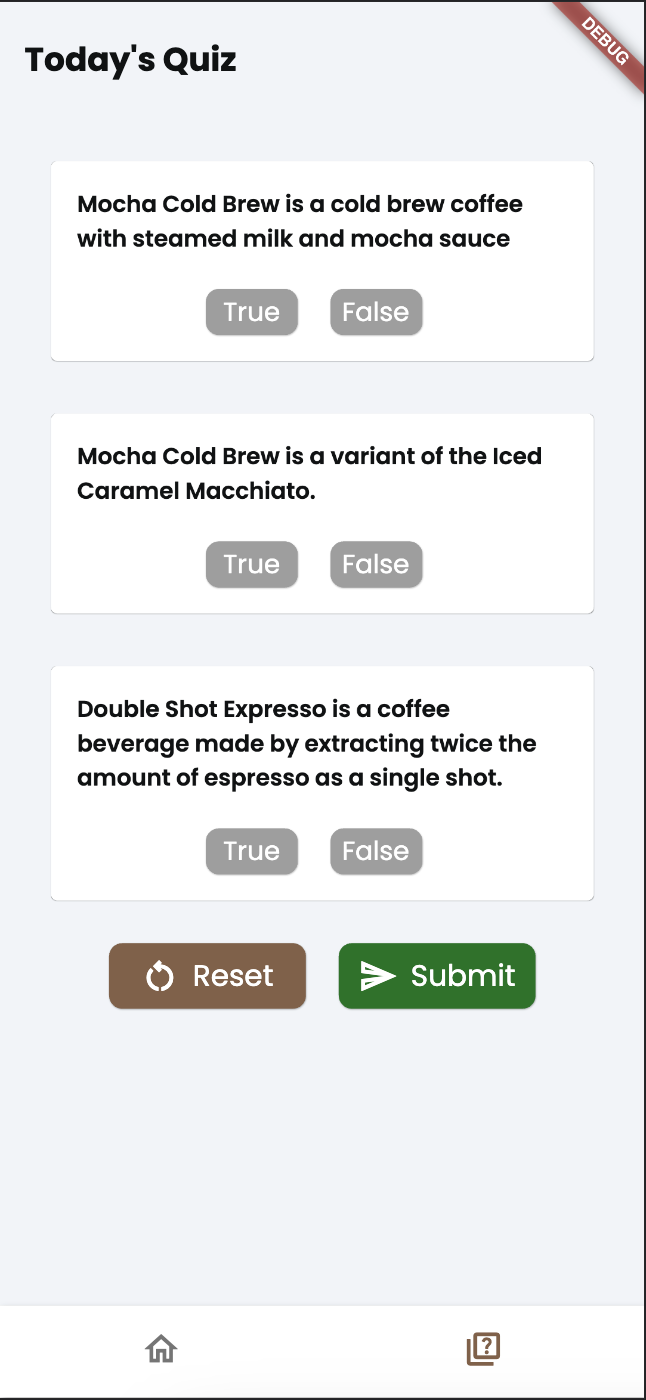 DEBUG
Today's Quiz
Mocha Cold Brew is a cold brew coffee
with steamed milk and mocha sauce
True False
Mocha Cold Brew is a variant of the Iced
Caramel Macchiato.
True False
Double Shot Expresso is a coffee
beverage made by extracting twice the
amount of espresso as a single shot.
True False
Reset Submit
?